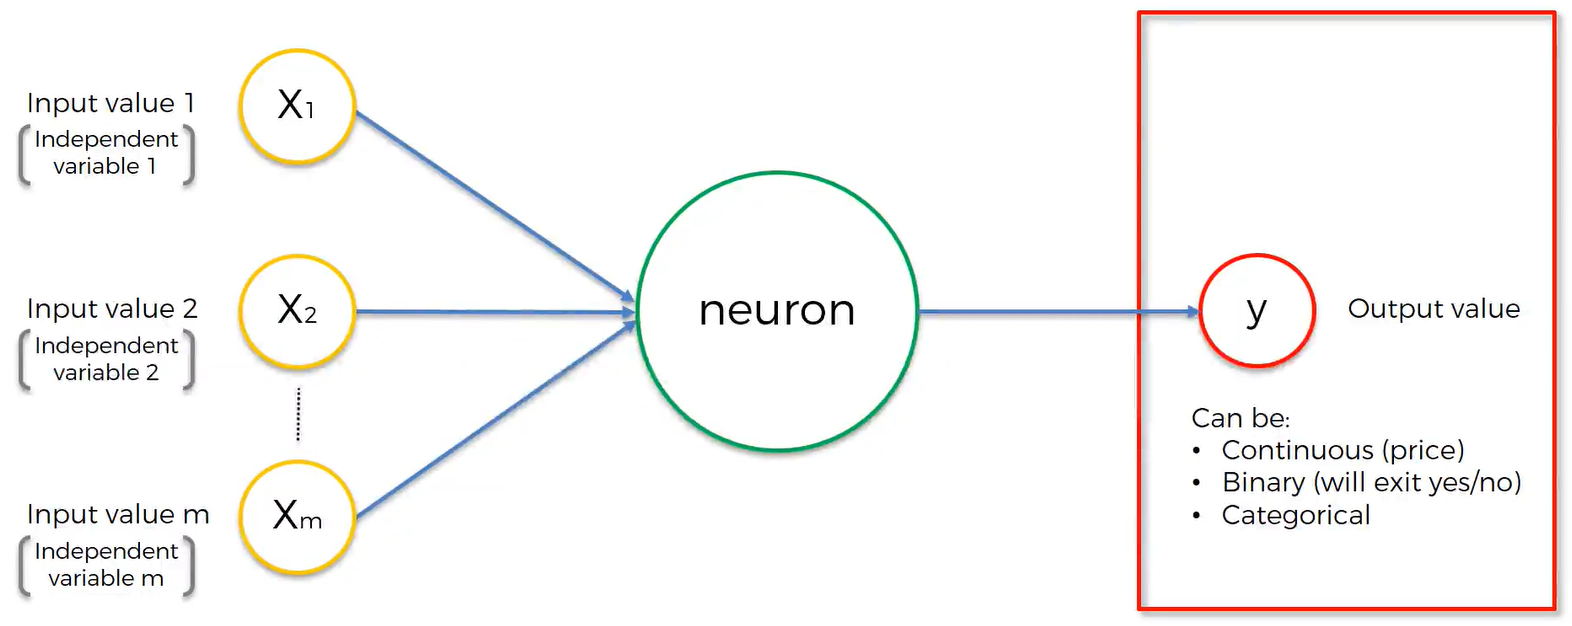 Input value 1
Independent
variable 1
X1
Input value 2
Independent
variable 2
X2
Input value m
Independent
variable m
Xm
neuron
y
Output value
Can be:
• Continuous (price)
• Binary (will exit yes/no)
• Categorical